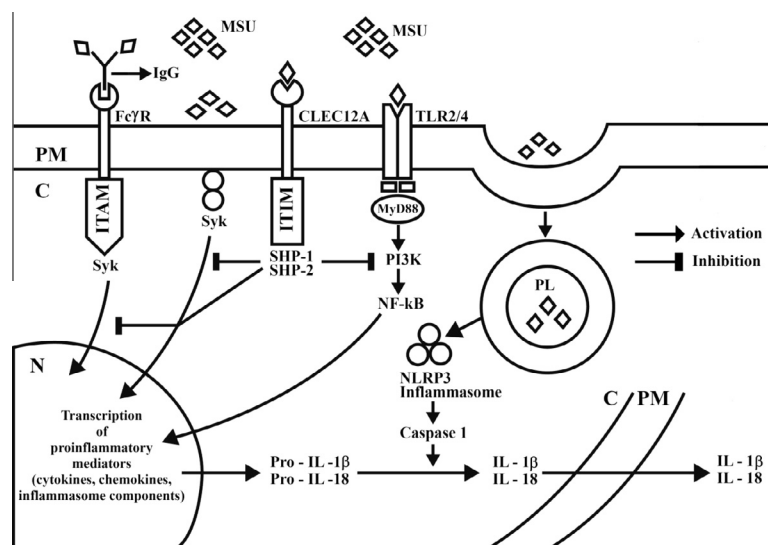 MSU
MSU
IgG
FcγR
CLEC12A
TLR2/4
PM
C
ITAM
Syk
ITIM
MyD88
Activation
Syk
SHP-1
SHP-2
PI3K
Inhibition
NF-kB
PL
N
NLRP3
Inflammasome
C
PM
Transcription
of
proinflammatory
mediators
(cytokines, chemokines,
inflammasome components)
Caspase 1
Pro - IL -1β
Pro - IL -18
IL - 1β
IL - 18
IL - 1β
IL - 18